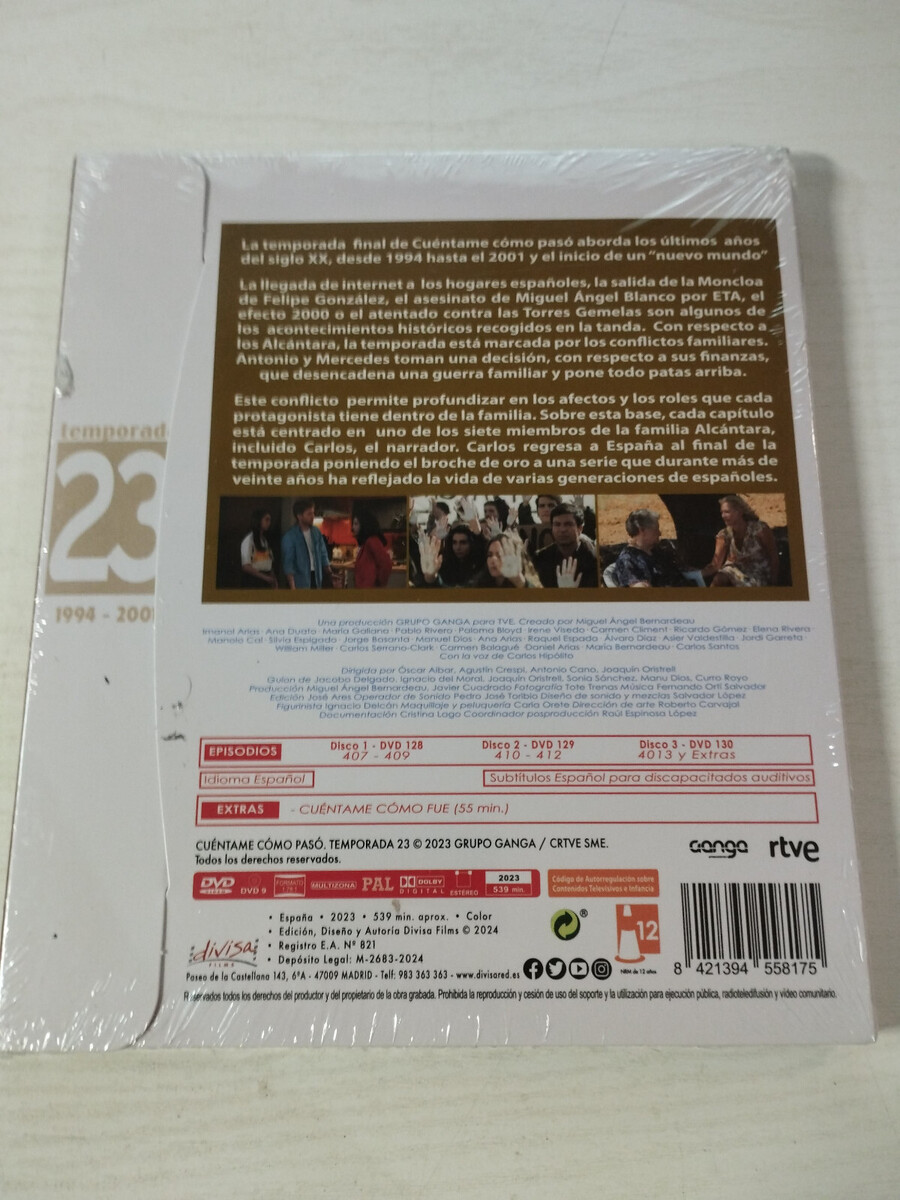 La temporada final de Cuéntame cómo pasó aborda los últimos años
del siglo XX, desde 1994 hasta el 2001 y el inicio de un "nuevo mundo"
La llegada de internet a los hogares españoles, la salida de la Moncloa
de Felipe González, el asesinato de Miguel Ángel Blanco por ETA, el
efecto 2000 o el atentado contra las Torres Gemelas son algunos de
los acontecimientos históricos recogidos en la tanda. Con respecto a
los Alcántara, la temporada está marcada por los conflictos familiares.
Antonio y Mercedes toman una decisión, con respecto a sus finanzas,
que desencadena una guerra familiar y pone todo patas arriba.
Este conflicto permite profundizar en los afectos y los roles que cada
protagonista tiene dentro de la familia. Sobre esta base, cada capítulo
está centrado en uno de los siete miembros de la familia Alcántara,
incluido Carlos, el narrador. Carlos regresa a España al final de la
temporada poniendo el broche de oro a una serie que durante más de
veinte años ha reflejado la vida de varias generaciones de españoles.
temporad
23
1994 - 200
Una producción GRUPO GANGA para TVE. Creado por Miguel Ángel Bernardeau
Imanol Arias · Ana Duato · María Galiana · Pablo Rivero · Paloma Bloyd · Irene Visedo · Carmen Climent · Ricardo Gómez · Elena Rivera
Manolo Cal · Silvia Espigado · Jorge Basanta · Manuel Dios · Ana Arias · Raquel Espada · Álvaro Díaz · Asier Valdestilla · Jordi Garreta
William Miller · Carlos Serrano-Clark · Carmen Balagué · Daniel Arias · María Bernardeau · Carlos Santos
Con la voz de Carlos Hipólito
Dirigida por Óscar Aibar, Agustín Crespi, Antonio Cano, Joaquín Oristrell
Guion de Jacobo Delgado, Ignacio del Moral, Joaquín Oristrell, Sonia Sánchez, Manu Dios, Curro Royo
Producción Miguel Ángel Bernardeau, Javier Cuadrado Fotografía Tote Trenas Música Fernando Ortí Salvador
Edición José Ares Operador de Sonido Pedro José Toribio Diseño de sonido y mezclas Salvador López
Figurinista Ignacio Delcán Maquillaje y peluquería Carla Orete Dirección de arte Roberto Carvajal
Documentación Cristina Lago Coordinador posproducción Raúl Espinosa López
EPISODIOS
Disco 1 - DVD 128
407 - 409
Disco 2 - DVD 129
410 - 412
Disco 3 - DVD 130
4013 y Extras
Idioma Español
Subtítulos Español para discapacitados auditivos
EXTRAS
- CUÉNTAME CÓMO FUE (55 min.)
CUÉNTAME CÓMO PASÓ. TEMPORADA 23 © 2023 GRUPO GANGA / CRTVE SME.
Todos los derechos reservados.
ganga
rtve
DVD VIDEO
DVD 9
FORMATO
MULTIZONA
PAL
DOLBY DIGITAL
ESTÉREO
2023
539 min.
Código de Autorregulación sobre
Contenidos Televisivos e Infancia
• España • 2023 • 539 min. aprox. • Color
• Edición, Diseño y Autoría Divisa Films © 2024
• Registro E.A. Nº 821
• Depósito Legal: M-2683-2024
divisa
FILMS
®
12
NRM de 12 años
Paseo de la Castellana 143, 6ºA - 47009 MADRID - Telf: 983 363 363 - www.divisared.es
8 421394 558175
Reservados todos los derechos del productor y del propietario de la obra grabada. Prohibida la reproducción y cesión de uso del soporte y la utilización para ejecución pública, radioteledifusión y vídeo comunitario.